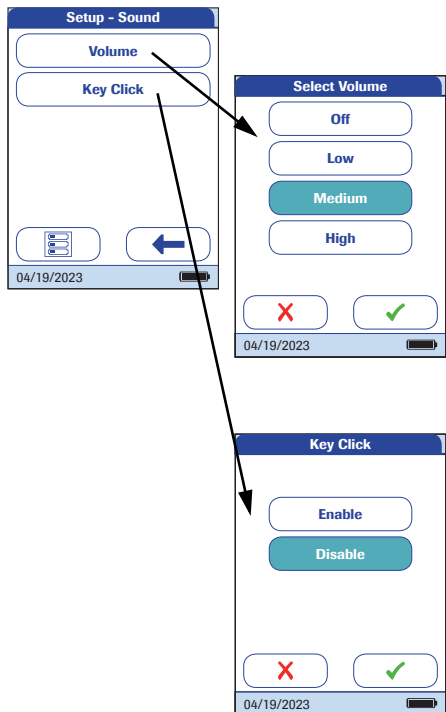 Setup - Sound
Volume
Key Click
04/19/2023
Select Volume
Off
Low
Medium
High
04/19/2023
Key Click
Enable
Disable
04/19/2023